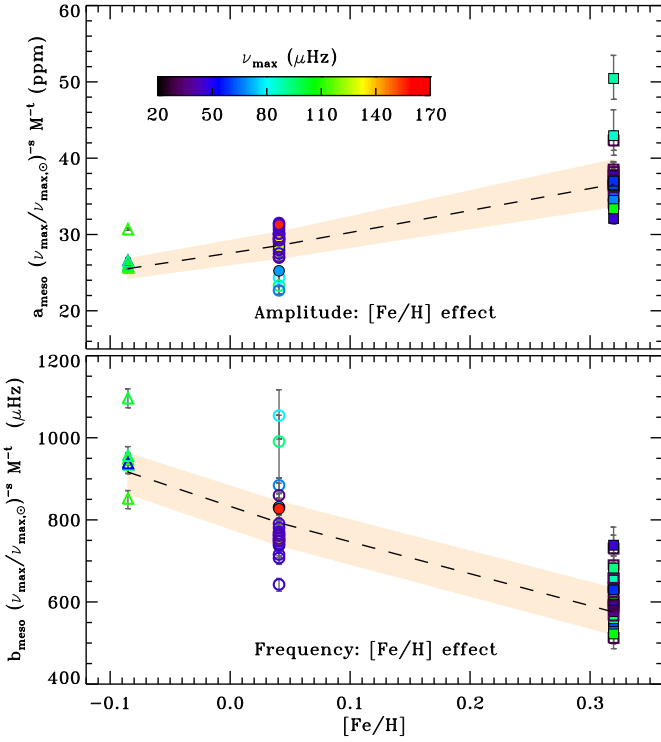 60
50
40
30
20
a_meso (ν_max/ν_max,⊙)^-s M^-t (ppm)
ν_max (μHz)
20 50 80 110 140 170
Amplitude: [Fe/H] effect
1200
1000
800
600
400
b_meso (ν_max/ν_max,⊙)^-s M^-t (μHz)
Frequency: [Fe/H] effect
−0.1 0.0 0.1 0.2 0.3
[Fe/H]